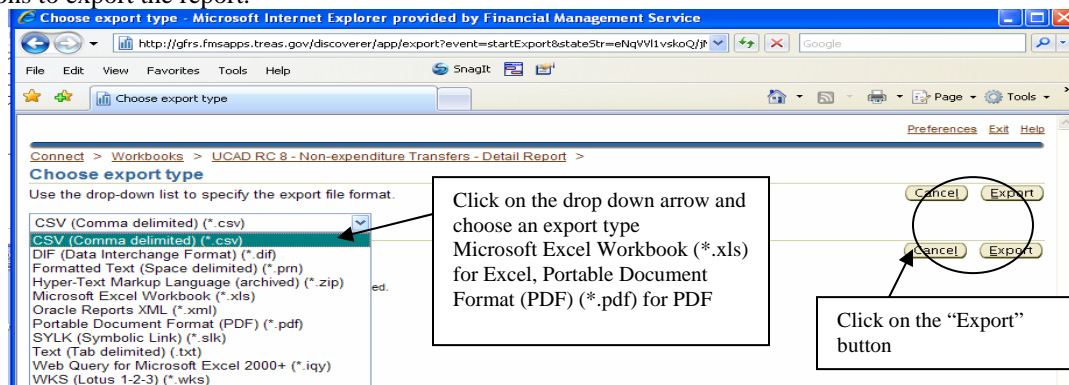 ons to export the report.
Choose export type - Microsoft Internet Explorer provided by Financial Management Service
http://gfrs.fmsapps.treas.gov/discoverer/app/export?event=startExport&stateStr=eNqVVl1vskoQ/jN
Google
File Edit View Favorites Tools Help
SnagIt
Choose export type
Page Tools
Preferences Exit Help
Connect > Workbooks > UCAD RC 8 - Non-expenditure Transfers - Detail Report >
Choose export type
Use the drop-down list to specify the export file format.
Cancel Export
CSV (Comma delimited) (*.csv)
CSV (Comma delimited) (*.csv)
DIF (Data Interchange Format) (*.dif)
Formatted Text (Space delimited) (*.prn)
Hyper-Text Markup Language (archived) (*.zip)
Microsoft Excel Workbook (*.xls)
Oracle Reports XML (*.xml)
Portable Document Format (PDF) (*.pdf)
SYLK (Symbolic Link) (*.slk)
Text (Tab delimited) (.txt)
Web Query for Microsoft Excel 2000+ (*.iqy)
WKS (Lotus 1-2-3) (*.wks)
ed.
Click on the drop down arrow and
choose an export type
Microsoft Excel Workbook (*.xls)
for Excel, Portable Document
Format (PDF) (*.pdf) for PDF
Cancel Export
Click on the “Export”
button